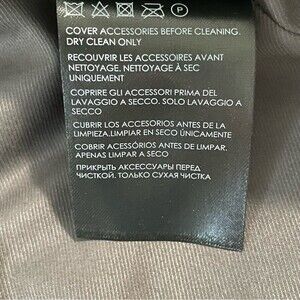 P
COVER ACCESSORIES BEFORE CLEANING.
DRY CLEAN ONLY
RECOUVRIR LES ACCESSOIRES AVANT
NETTOYAGE. NETTOYAGE À SEC
UNIQUEMENT
COPRIRE GLI ACCESSORI PRIMA DEL
LAVAGGIO A SECCO. SOLO LAVAGGIO A
SECCO
CUBRIR LOS ACCESORIOS ANTES DE LA
LIMPIEZA.LIMPIAR EN SECO ÚNICAMENTE
COBRIR ACESSÓRIOS ANTES DE LIMPAR.
APENAS LIMPAR A SECO
ПРИКРЫТЬ АКСЕССУАРЫ ПЕРЕД
ЧИСТКОЙ. ТОЛЬКО СУХАЯ ЧИСТКА